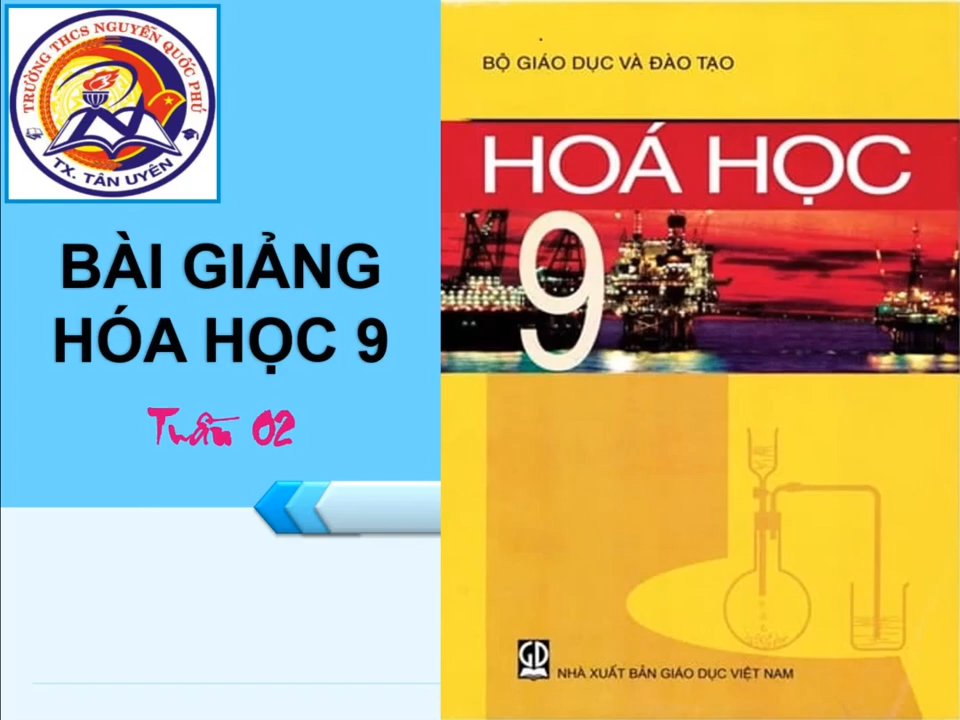 TRƯỜNG THCS NGUYỄN QUỐC PHÚ
TX. TÂN UYÊN
BÀI GIẢNG
HÓA HỌC 9
Tuần 02
BỘ GIÁO DỤC VÀ ĐÀO TẠO
HOÁ HỌC
9
GD
NHÀ XUẤT BẢN GIÁO DỤC VIỆT NAM